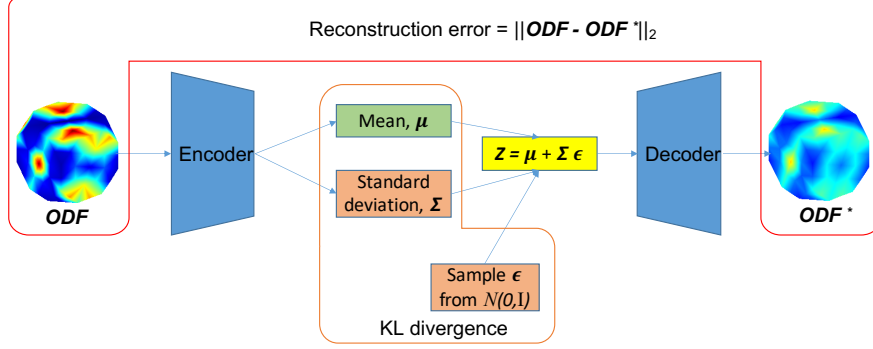 Reconstruction error = ||ODF - ODF *||₂
Encoder
Mean, μ
Standard
deviation, Σ
Z = μ + Σ ϵ
Decoder
ODF
ODF *
Sample ϵ
from N(0,I)
KL divergence